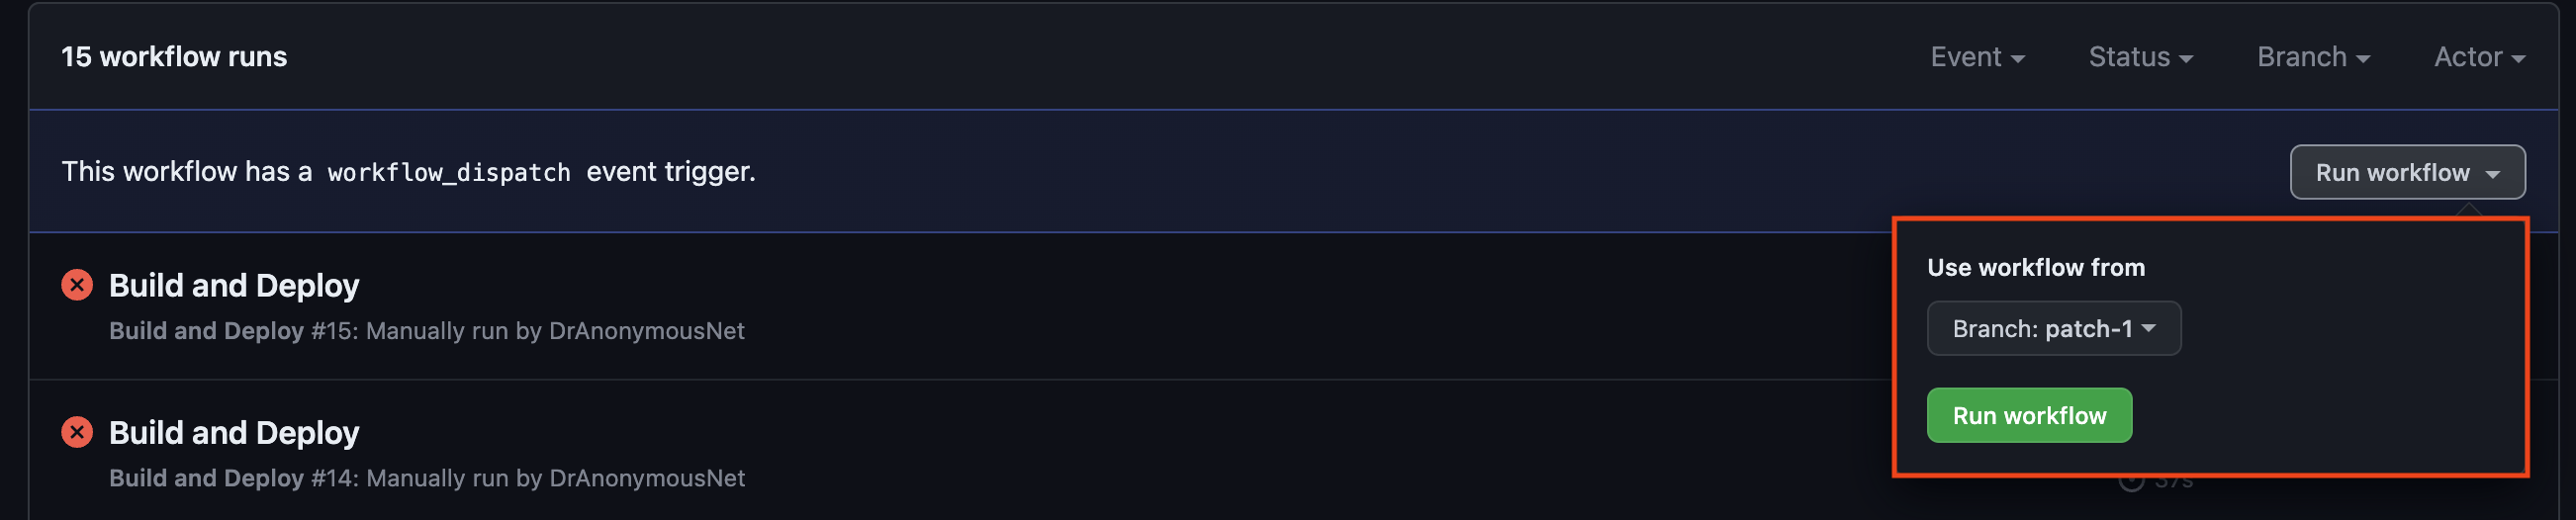 15 workflow runs
Event
Status
Branch
Actor
This workflow has a workflow_dispatch event trigger.
Run workflow
Use workflow from
Branch: patch-1
Run workflow
Build and Deploy
Build and Deploy #15: Manually run by DrAnonymousNet
Build and Deploy
Build and Deploy #14: Manually run by DrAnonymousNet